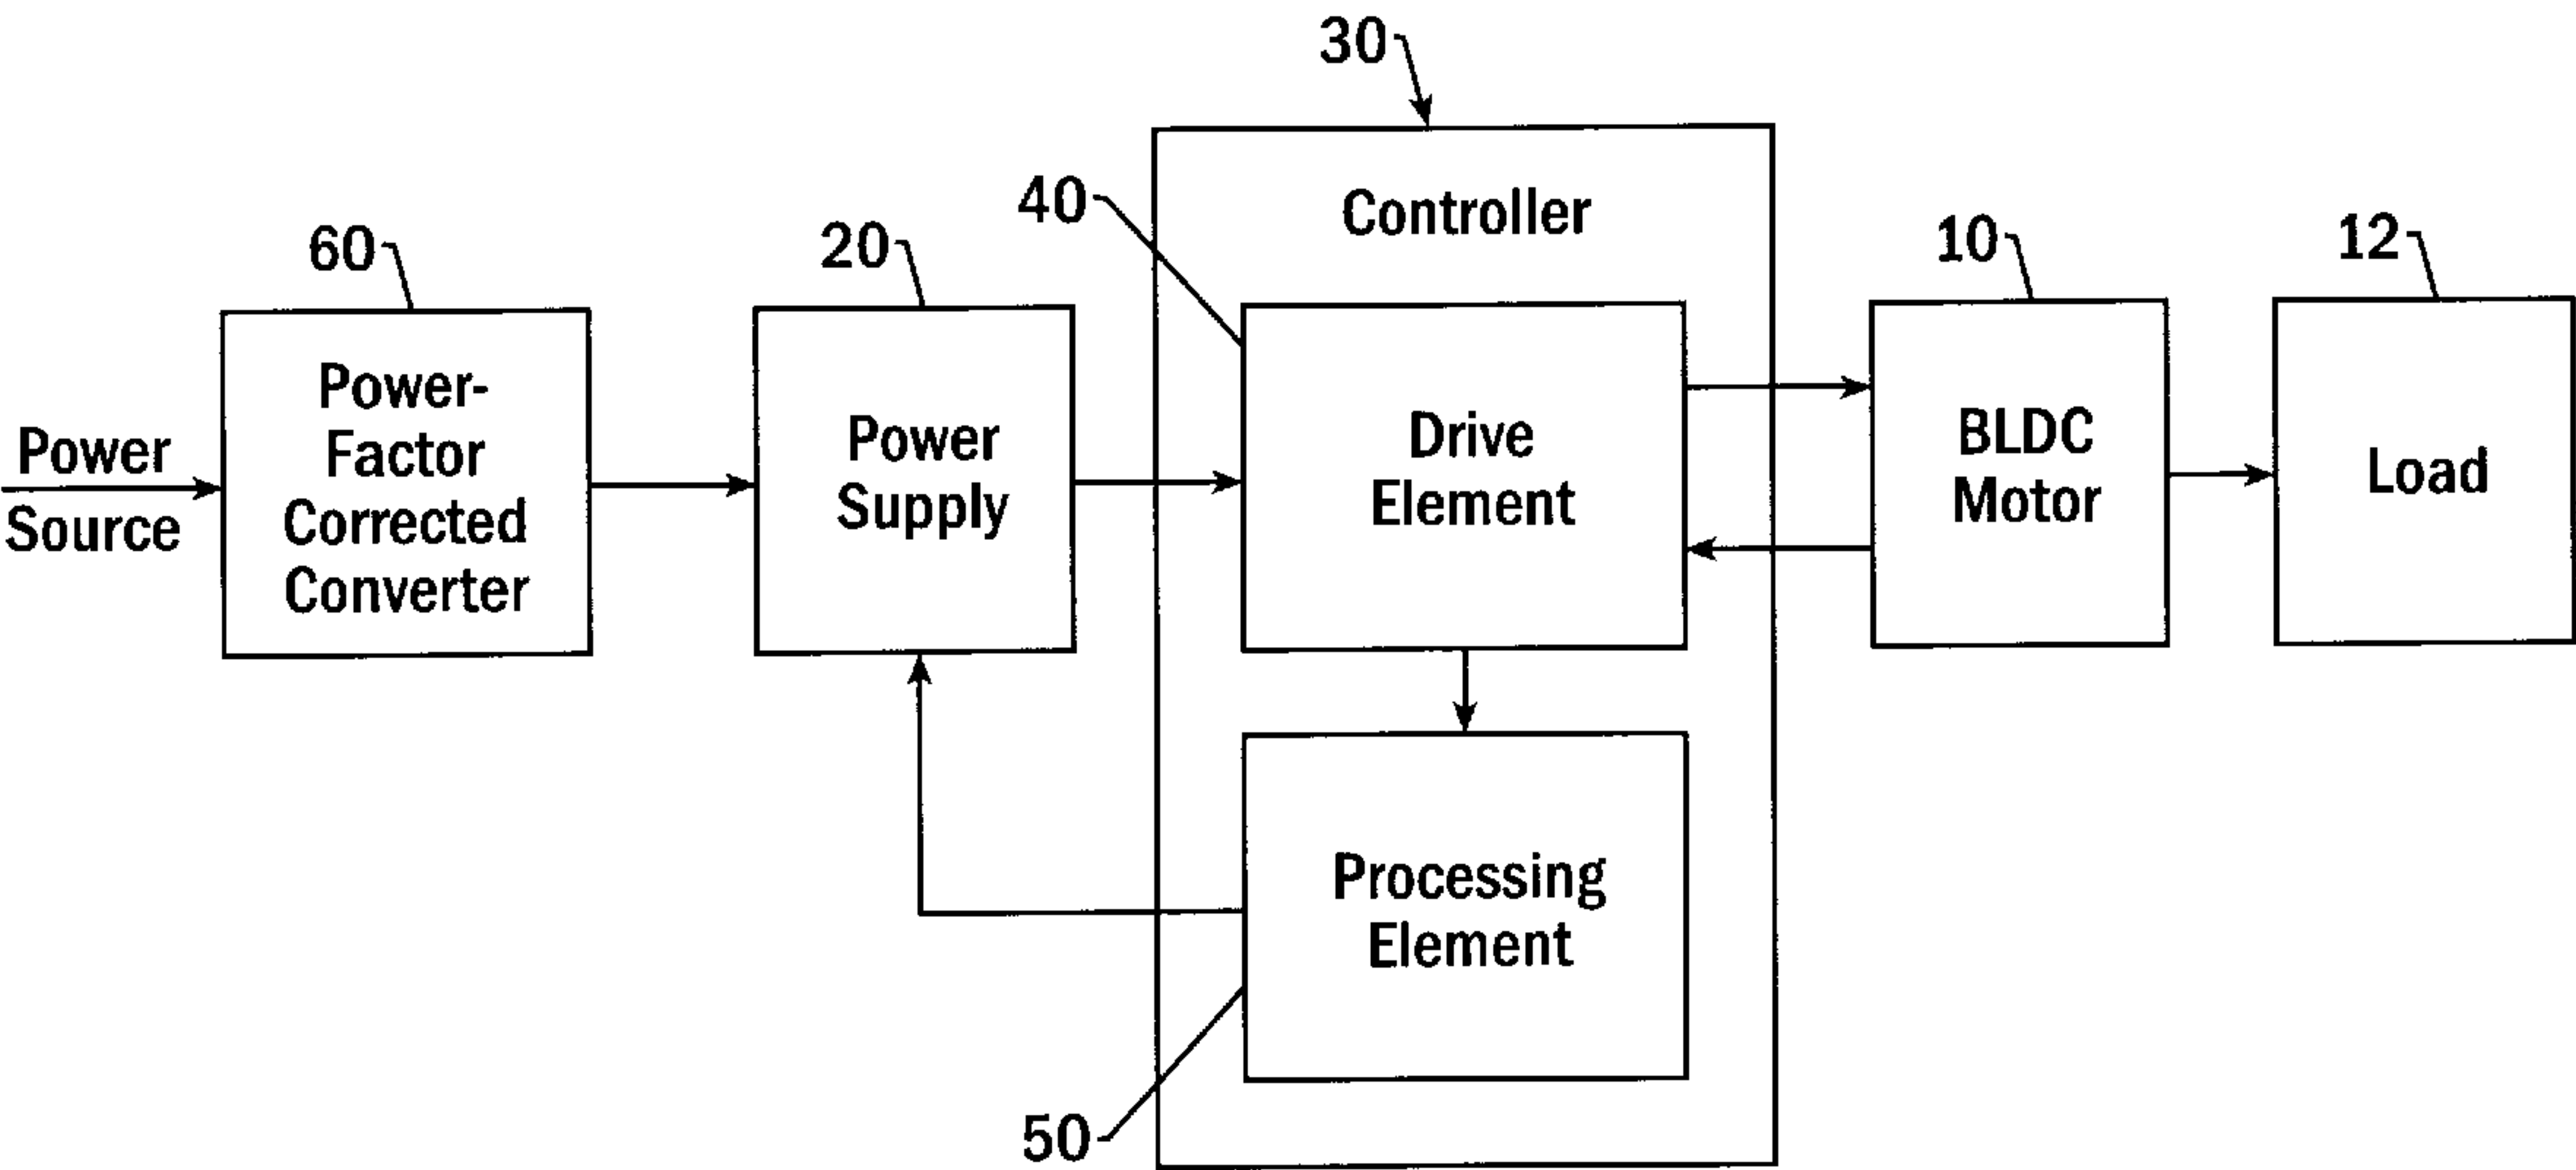 30
Controller
40
60
20
10
12
Power
Source
Power-
Factor
Corrected
Converter
Power
Supply
Drive
Element
BLDC
Motor
Load
Processing
Element
50